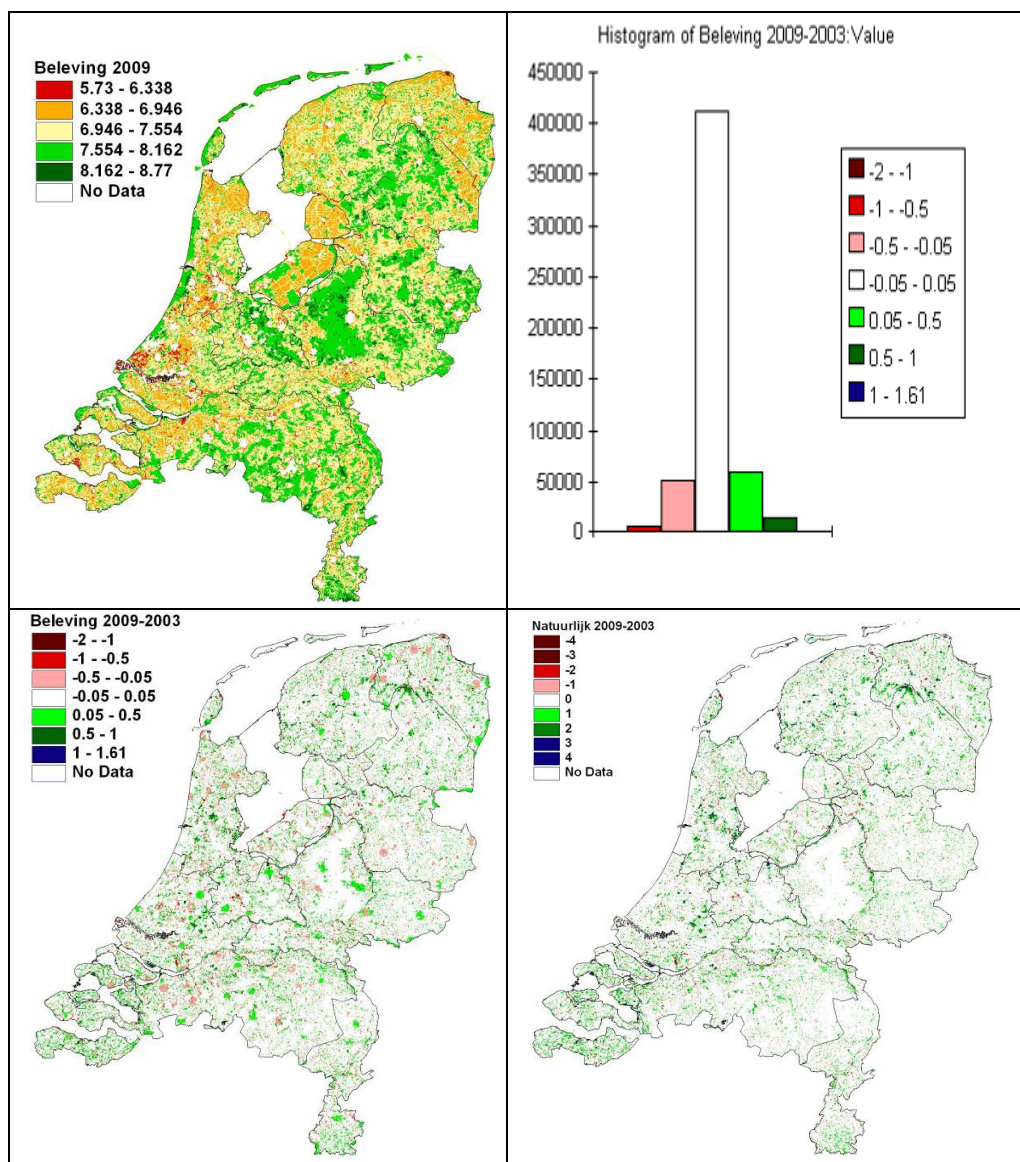 Beleving 2009
5.73 - 6.338
6.338 - 6.946
6.946 - 7.554
7.554 - 8.162
8.162 - 8.77
No Data
Histogram of Beleving 2009-2003:Value
450000
400000
350000
300000
250000
200000
150000
100000
50000
0
-2 - -1
-1 - -0.5
-0.5 - -0.05
-0.05 - 0.05
0.05 - 0.5
0.5 - 1
1 - 1.61
Beleving 2009-2003
-2 - -1
-1 - -0.5
-0.5 - -0.05
-0.05 - 0.05
0.05 - 0.5
0.5 - 1
1 - 1.61
No Data
Natuurlijk 2009-2003
-4
-3
-2
-1
0
1
2
3
4
No Data